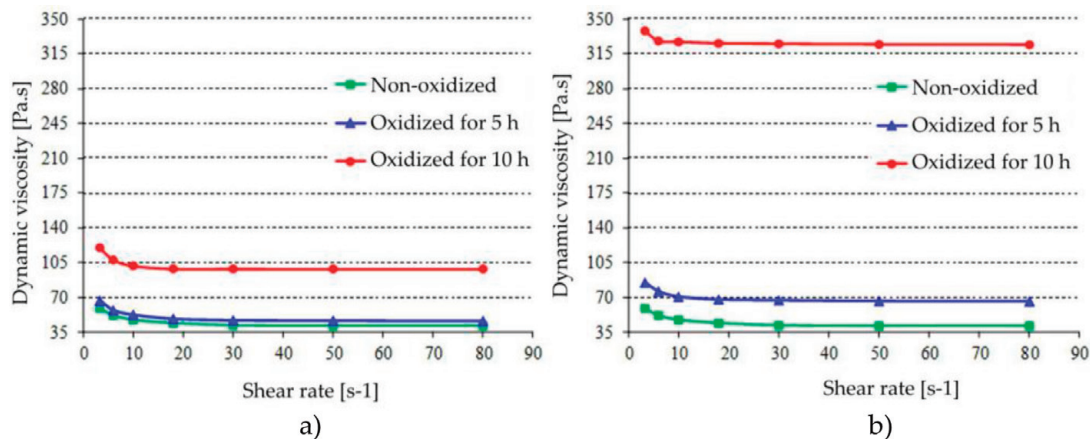 Dynamic viscosity [Pa.s]
350
315
280
245
210
175
140
105
70
35
Non-oxidized
Oxidized for 5 h
Oxidized for 10 h
0 10 20 30 40 50 60 70 80 90
Shear rate [s-1]
a)
Dynamic viscosity [Pa.s]
350
315
280
245
210
175
140
105
70
35
Non-oxidized
Oxidized for 5 h
Oxidized for 10 h
0 10 20 30 40 50 60 70 80 90
Shear rate [s-1]
b)